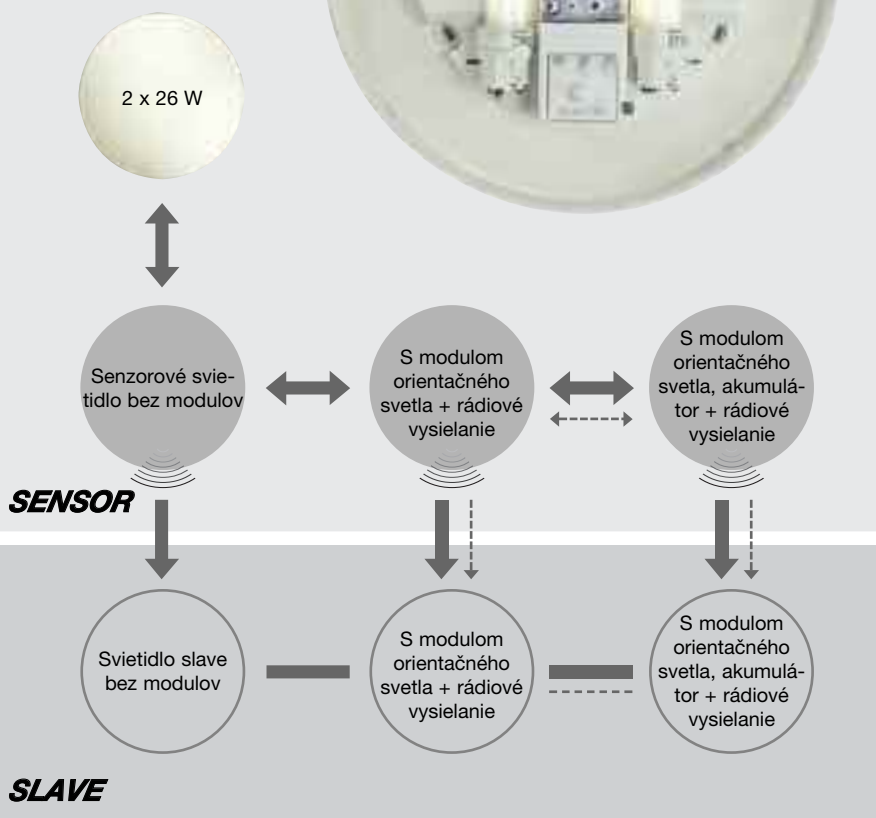 2 x 26 W
Senzorové svie-
tidlo bez modulov
S modulom
orientačného
svetla + rádiové
vysielanie
S modulom
orientačného
svetla, akumulá-
tor + rádiové
vysielanie
SENSOR
Svietidlo slave
bez modulov
S modulom
orientačného
svetla + rádiové
vysielanie
S modulom
orientačného
svetla, akumulá-
tor + rádiové
vysielanie
SLAVE